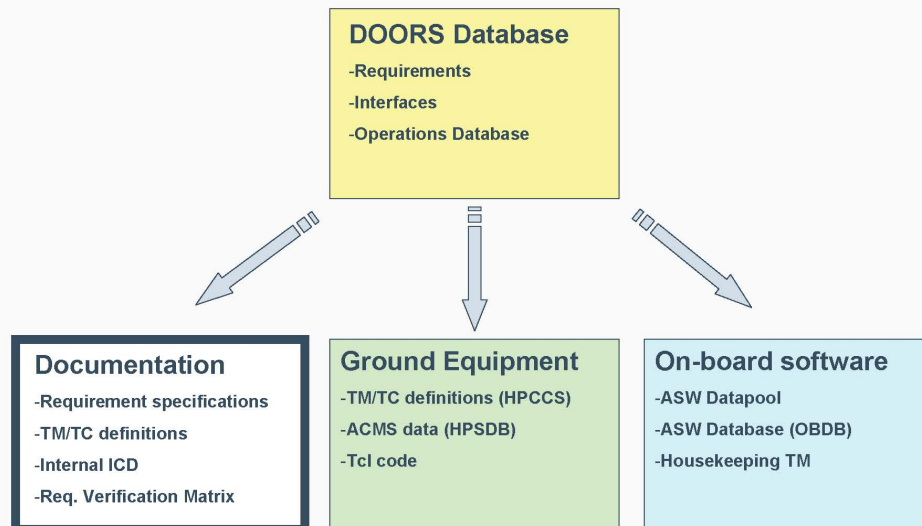 DOORS Database
-Requirements
-Interfaces
-Operations Database
Documentation
-Requirement specifications
-TM/TC definitions
-Internal ICD
-Req. Verification Matrix
Ground Equipment
-TM/TC definitions (HPCCS)
-ACMS data (HPSDB)
-Tcl code
On-board software
-ASW Datapool
-ASW Database (OBDB)
-Housekeeping TM